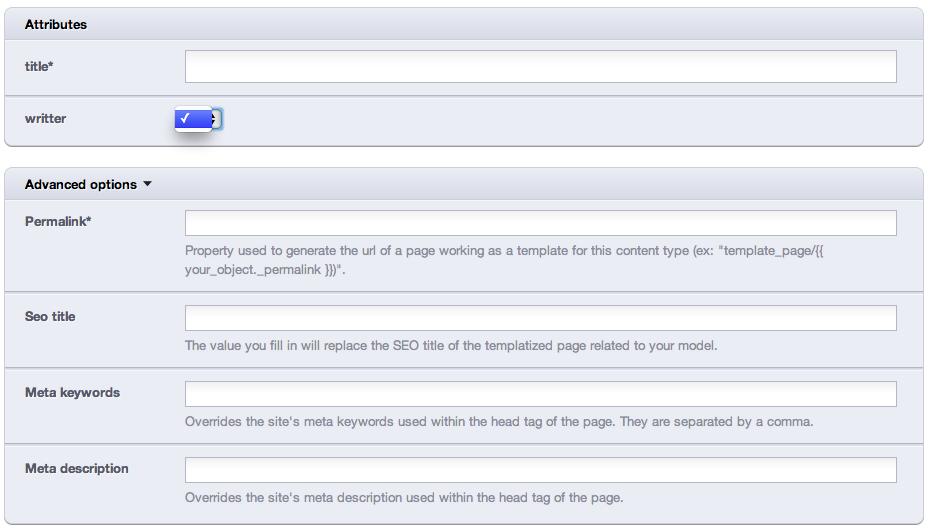 Attributes
title*
writter
Advanced options
Permalink*
Property used to generate the url of a page working as a template for this content type (ex: "template_page/{{
your_object._permalink }})".
Seo title
The value you fill in will replace the SEO title of the templatized page related to your model.
Meta keywords
Overrides the site's meta keywords used within the head tag of the page. They are separated by a comma.
Meta description
Overrides the site's meta description used within the head tag of the page.